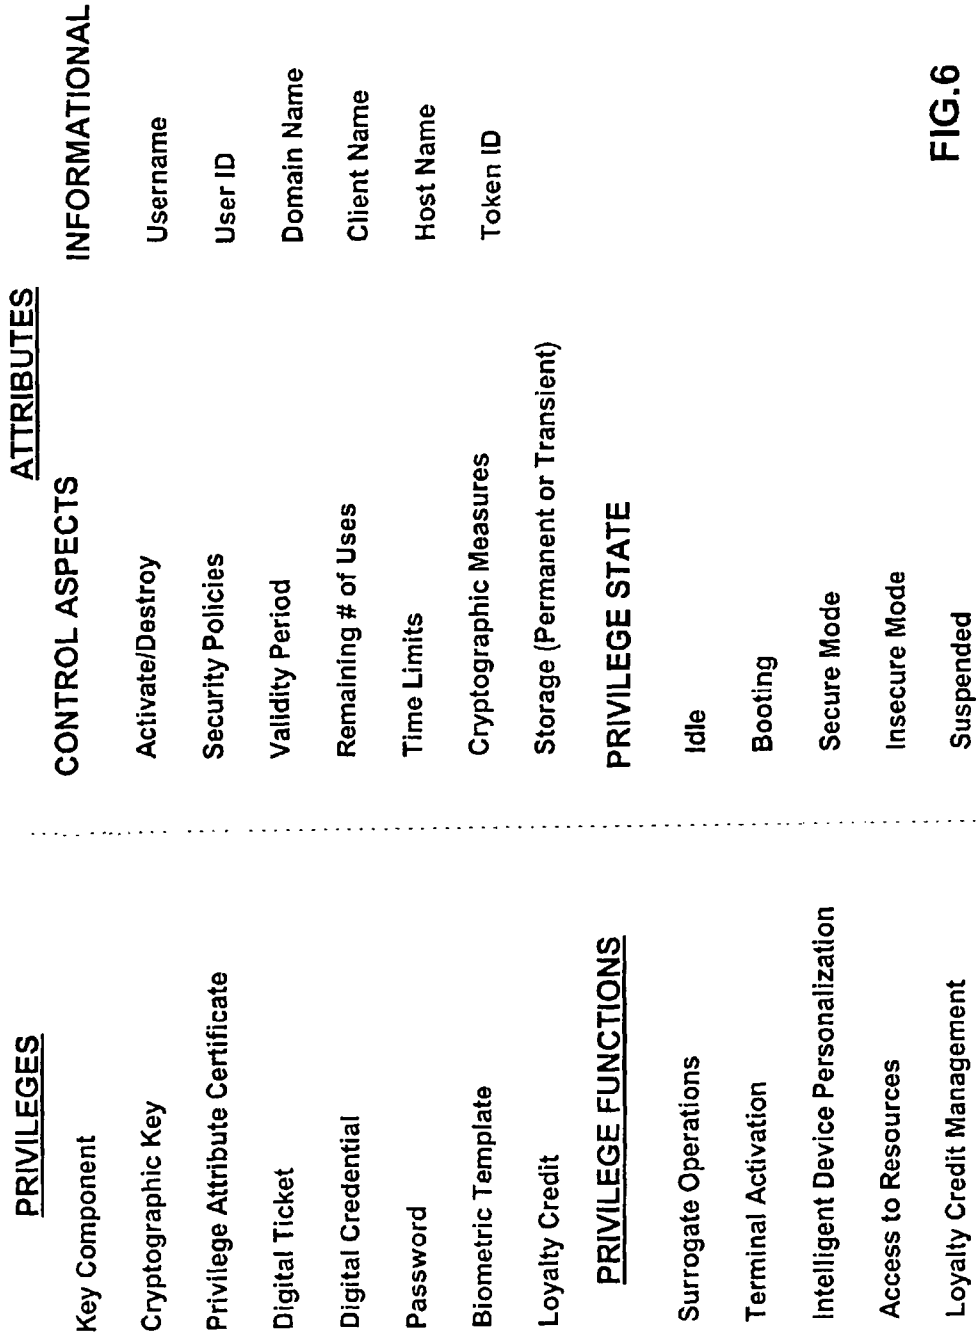 PRIVILEGES
Key Component
Cryptographic Key
Privilege Attribute Certificate
Digital Ticket
Digital Credential
Password
Biometric Template
Loyalty Credit
PRIVILEGE FUNCTIONS
Surrogate Operations
Terminal Activation
Intelligent Device Personalization
Access to Resources
Loyalty Credit Management
ATTRIBUTES
CONTROL ASPECTS
Activate/Destroy
Security Policies
Validity Period
Remaining # of Uses
Time Limits
Cryptographic Measures
Storage (Permanent or Transient)
PRIVILEGE STATE
Idle
Booting
Secure Mode
Insecure Mode
Suspended
INFORMATIONAL
Username
User ID
Domain Name
Client Name
Host Name
Token ID
FIG.6